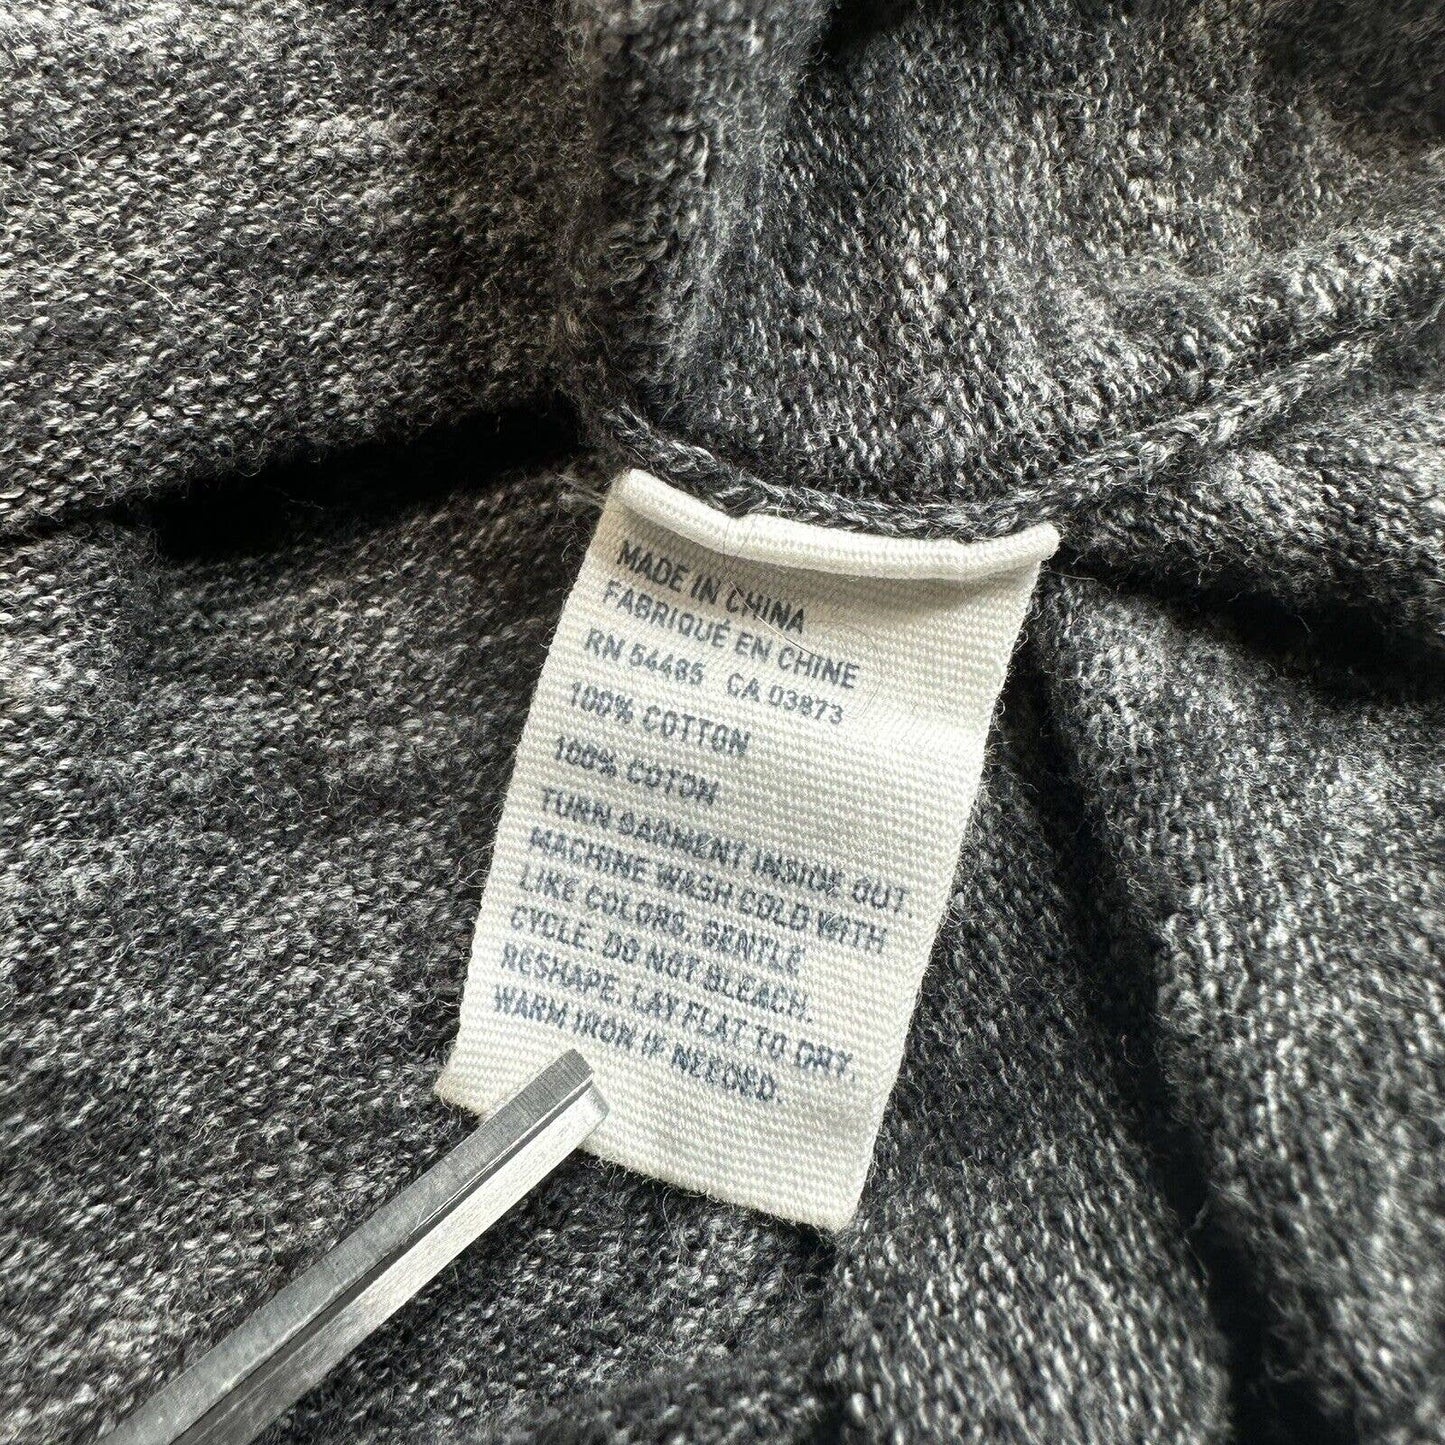 MADE IN CHINA
FABRIQUÉ EN CHINE
RN 54485 CA 03873
100% COTTON
100% COTON
TURN GARMENT INSIDE OUT.
MACHINE WASH COLD WITH
LIKE COLORS, GENTLE
CYCLE. DO NOT BLEACH.
RESHAPE. LAY FLAT TO DRY.
WARM IRON IF NEEDED.